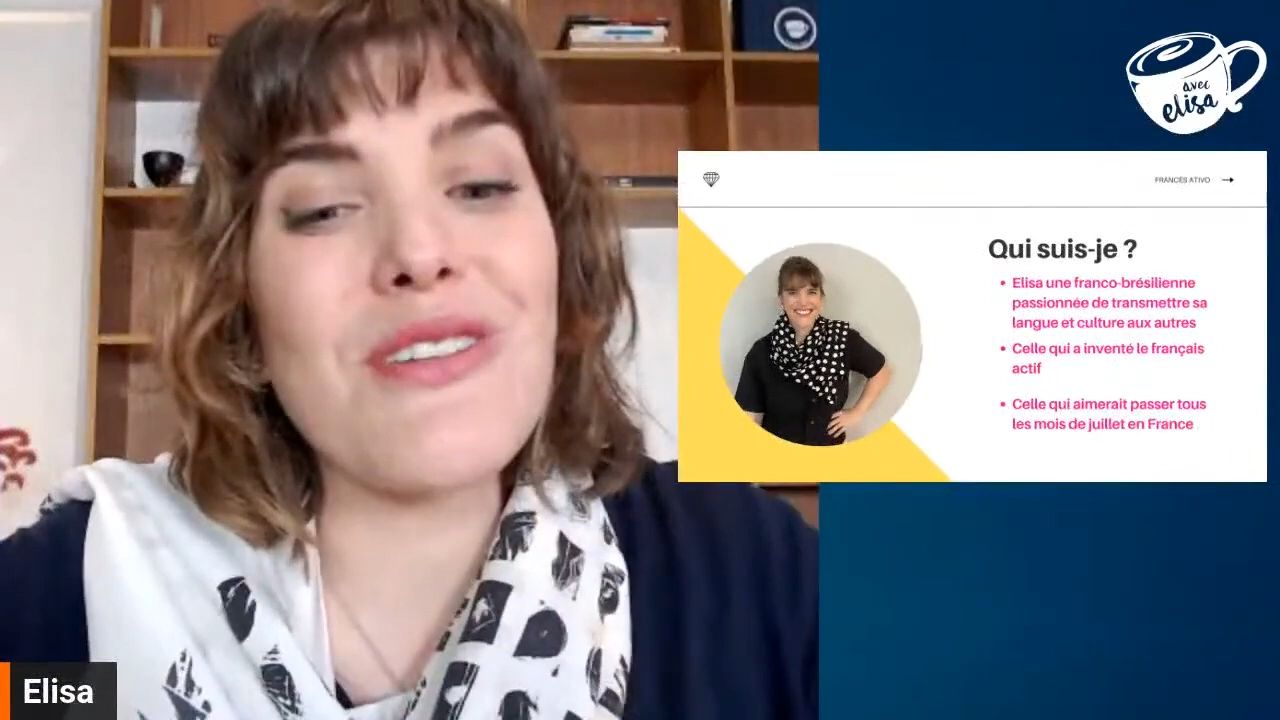 avec
elisa
FRANCÊS ATIVO
Qui suis-je ?
• Elisa une franco-brésilienne
passionnée de transmettre sa
langue et culture aux autres
• Celle qui a inventé le français
actif
• Celle qui aimerait passer tous
les mois de juillet en France
Elisa